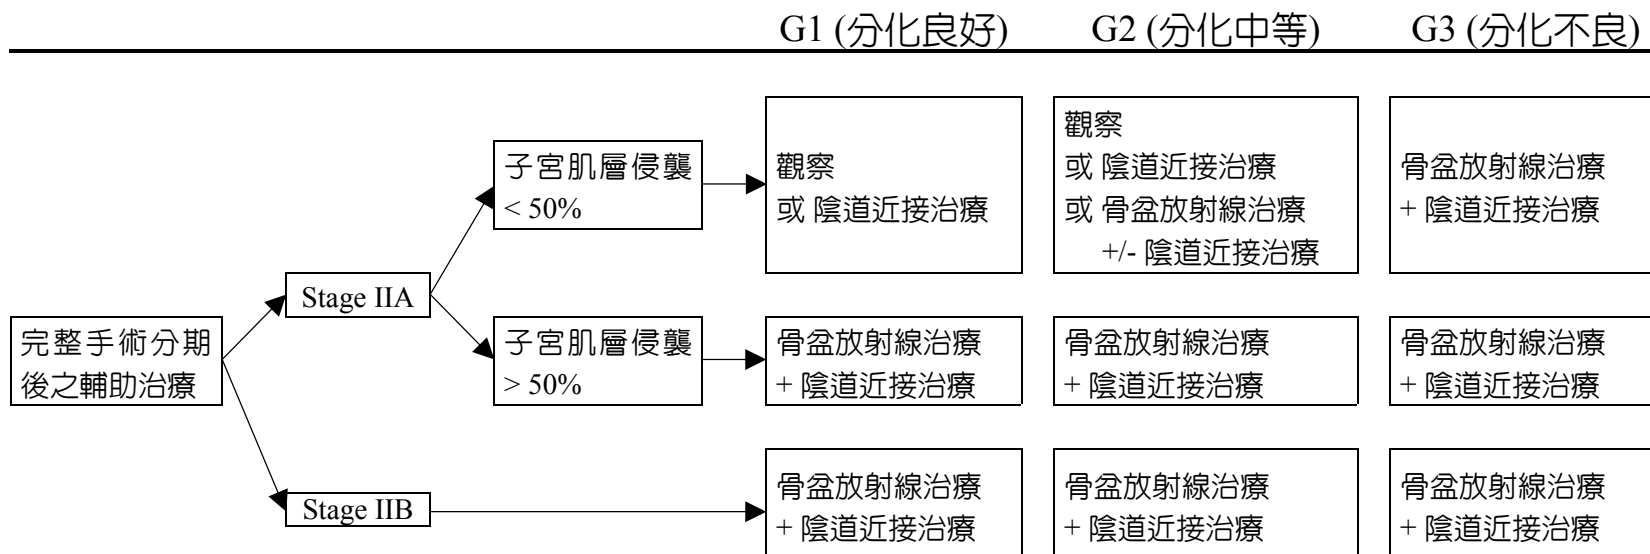 G1 (分化良好) G2 (分化中等) G3 (分化不良)
子宮肌層侵襲
< 50%
觀察
或 陰道近接治療
觀察
或 陰道近接治療
或 骨盆放射線治療
+/- 陰道近接治療
骨盆放射線治療
+ 陰道近接治療
Stage IIA
完整手術分期
後之輔助治療
子宮肌層侵襲
> 50%
骨盆放射線治療
+ 陰道近接治療
骨盆放射線治療
+ 陰道近接治療
骨盆放射線治療
+ 陰道近接治療
Stage IIB
骨盆放射線治療
+ 陰道近接治療
骨盆放射線治療
+ 陰道近接治療
骨盆放射線治療
+ 陰道近接治療